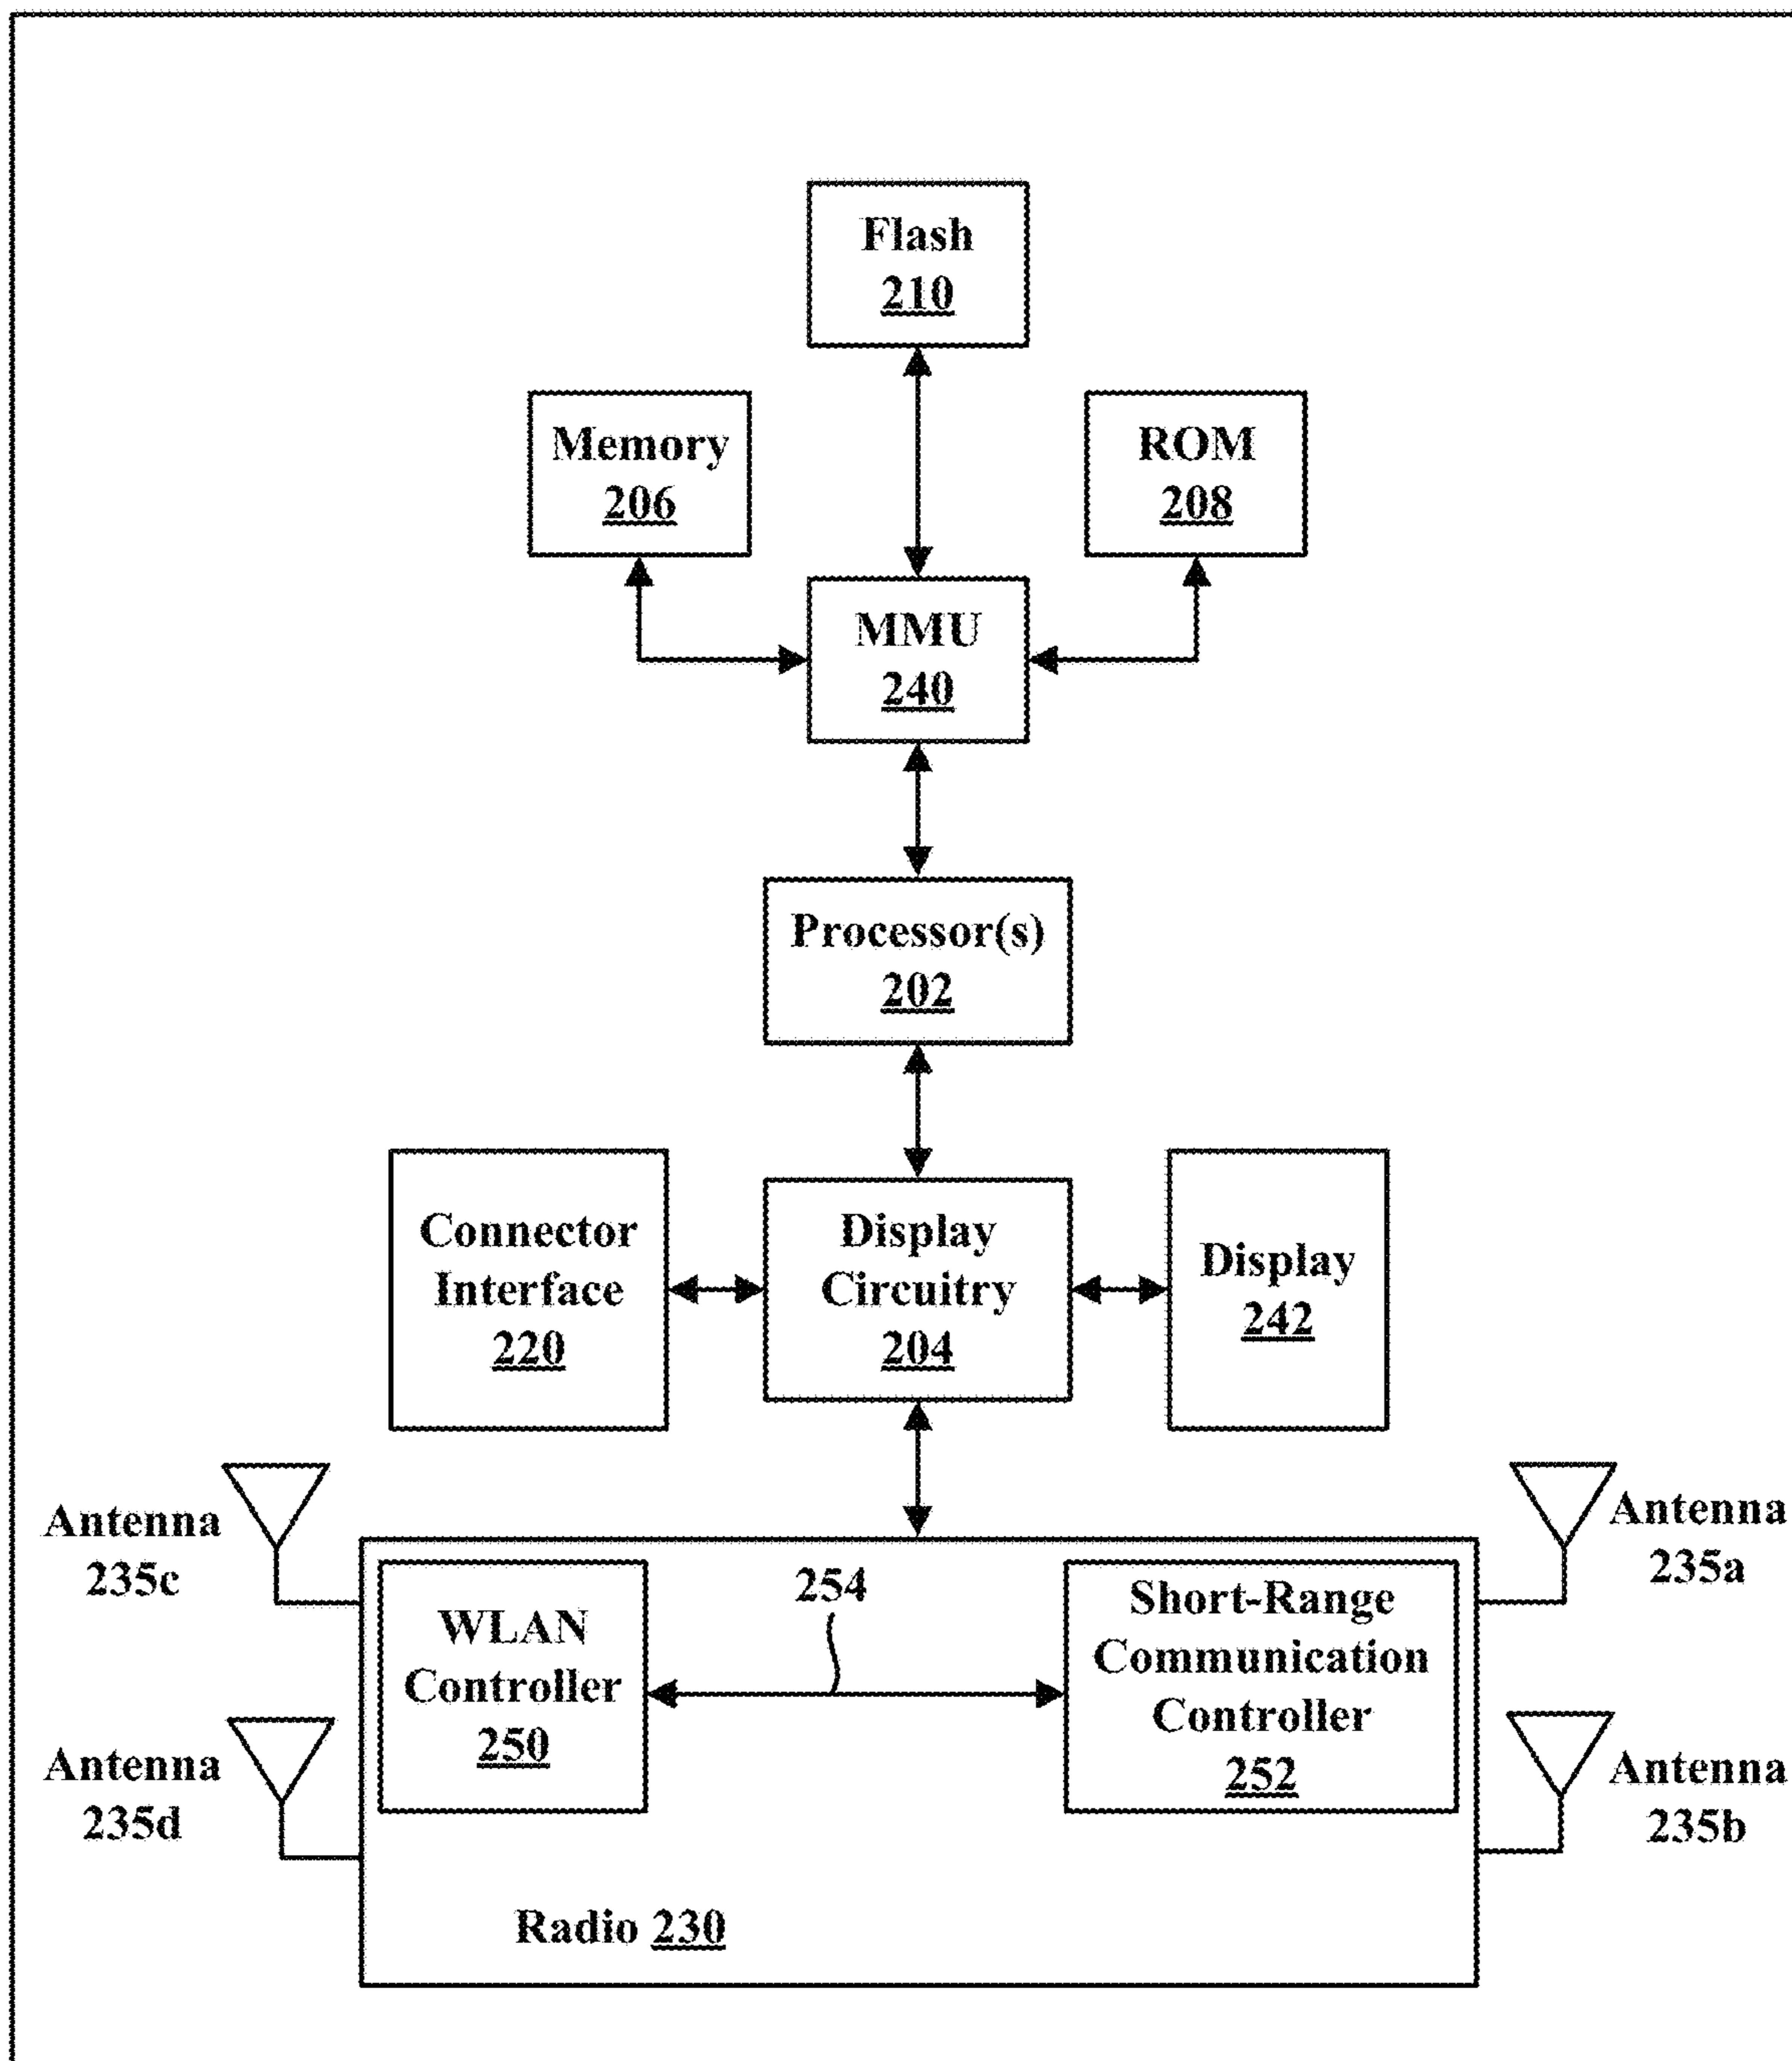 Flash
210
Memory
206
ROM
208
MMU
240
Processor(s)
202
Connector
Interface
220
Display
Circuitry
204
Display
242
Antenna
235c
Antenna
235a
WLAN
Controller
250
254
Short-Range
Communication
Controller
252
Antenna
235d
Antenna
235b
Radio 230